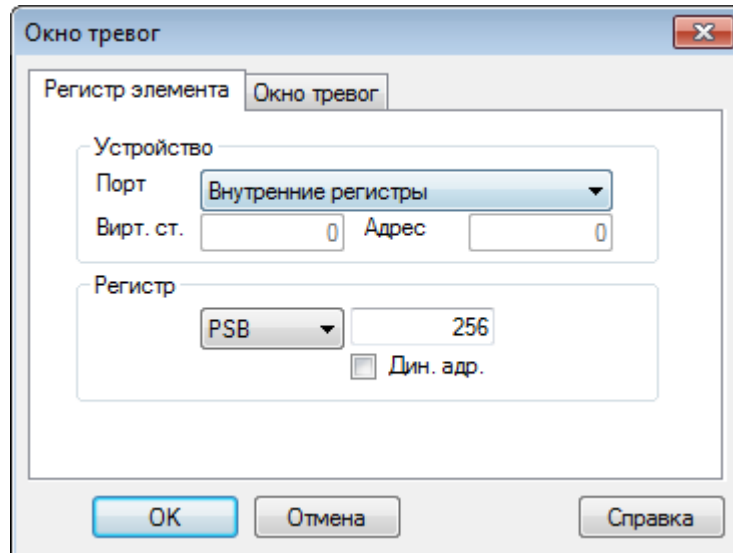 Окно тревог
Регистр элемента Окно тревог
Устройство
Порт Внутренние регистры
Вирт. ст. 0 Адрес 0
Регистр
PSB 256
Дин. адр.
OK Отмена Справка